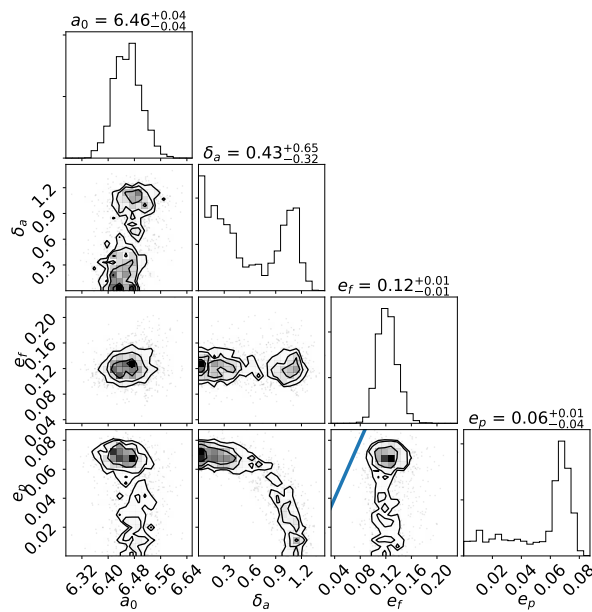 a_0 = 6.46^{+0.04}_{-0.04}
δ_a = 0.43^{+0.65}_{-0.32}
1.2
0.9
0.6
0.3
δ_a
e_f = 0.12^{+0.01}_{-0.01}
0.20
0.16
0.12
0.08
0.04
e_f
e_p = 0.06^{+0.01}_{-0.04}
0.08
0.06
0.04
0.02
e_p
6.32 6.40 6.48 6.56 6.64
a_0
0.3 0.6 0.9 1.2
δ_a
0.04 0.08 0.12 0.16 0.20
e_f
0.02 0.04 0.06 0.08
e_p